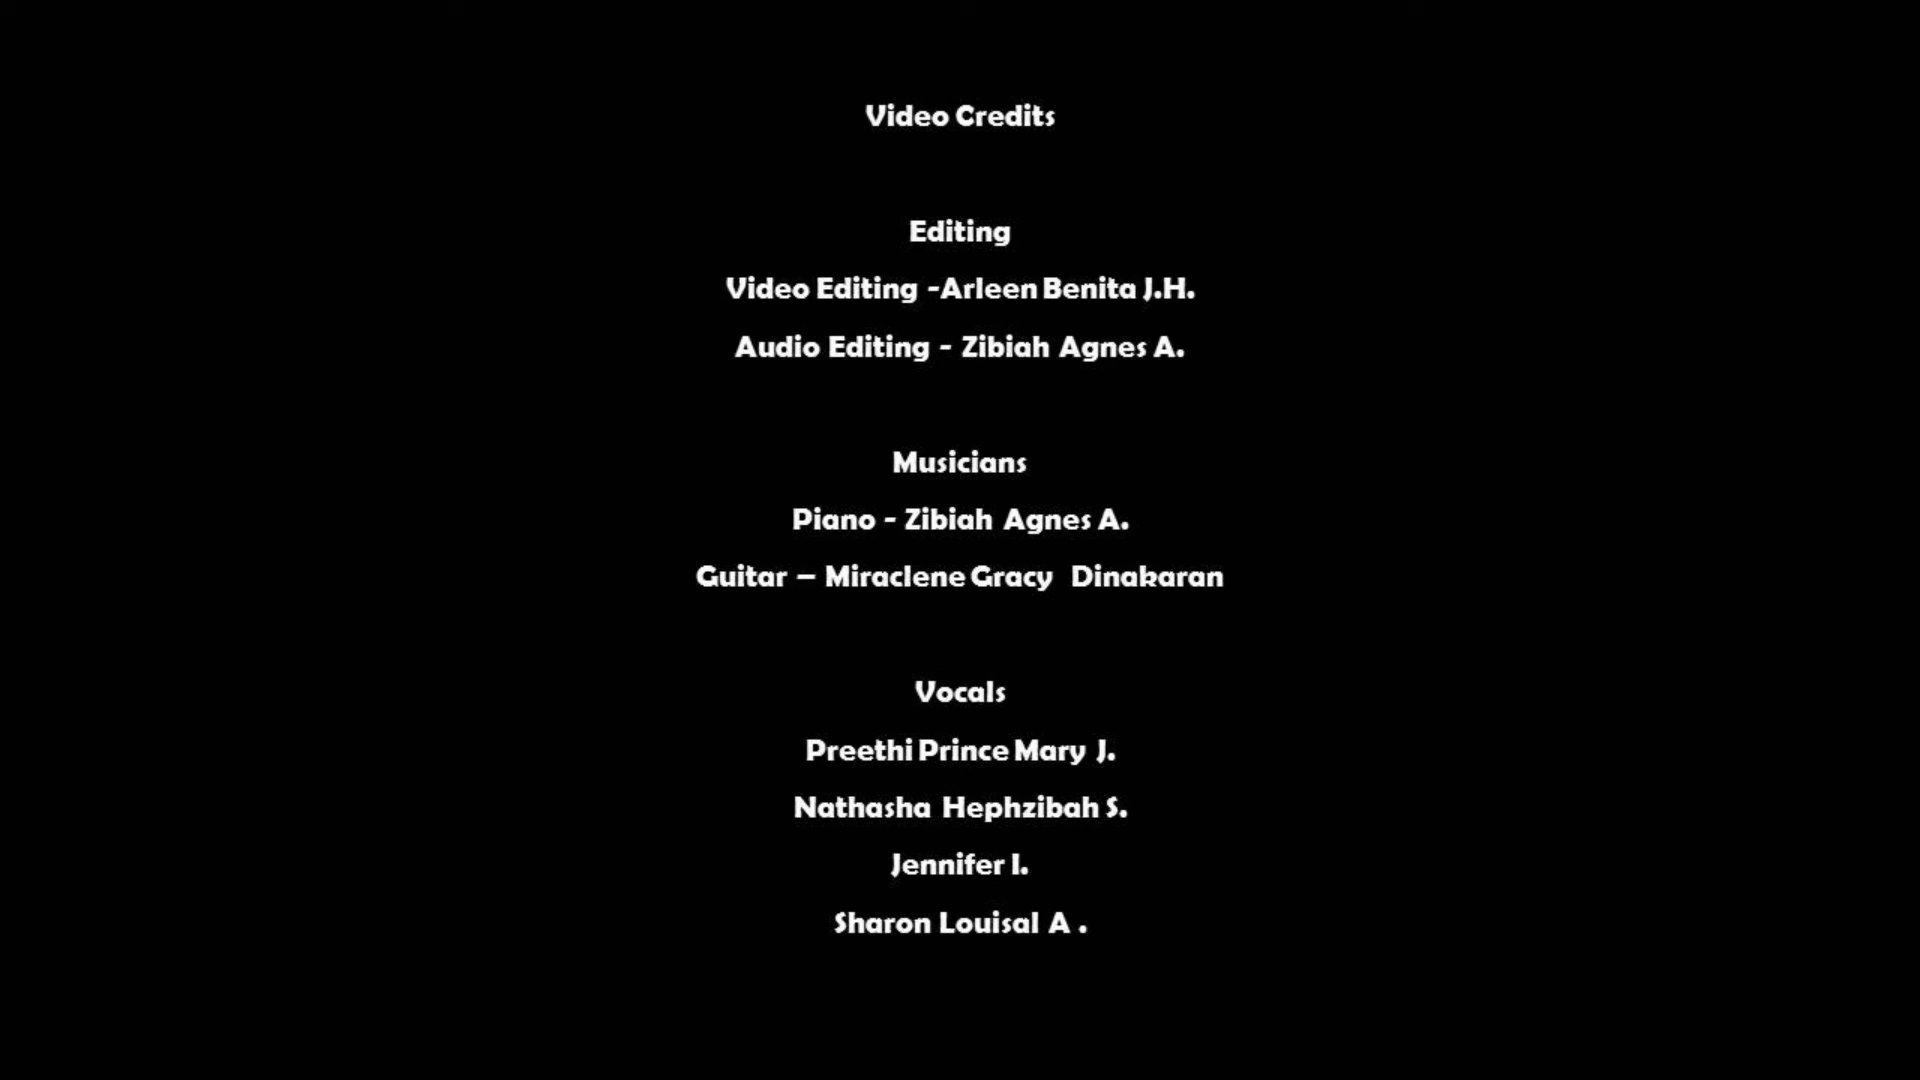 Video Credits
Editing
Video Editing -Arleen Benita J.H.
Audio Editing - Zibiah Agnes A.
Musicians
Piano - Zibiah Agnes A.
Guitar – Miraclene Gracy Dinakaran
Vocals
Preethi Prince Mary J.
Nathasha Hephzibah S.
Jennifer I.
Sharon Louisal A .